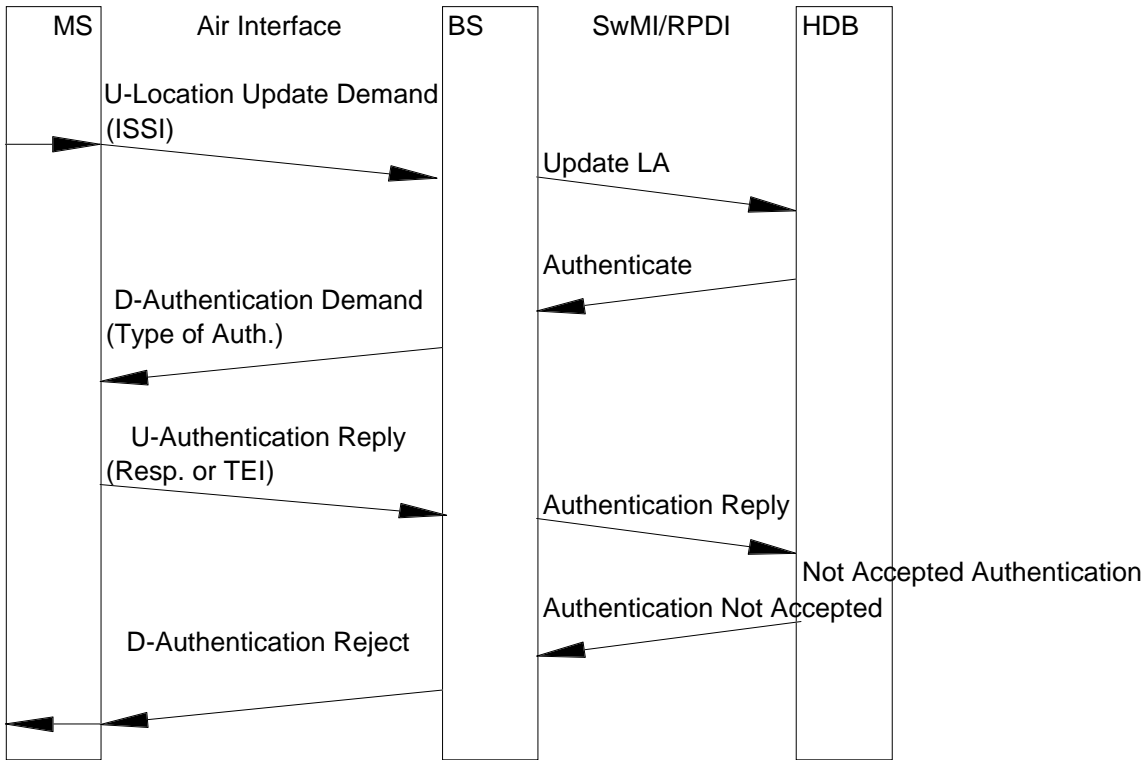 MS
Air Interface
BS
SwMI/RPDI
HDB
U-Location Update Demand
(ISSI)
Update LA
Authenticate
D-Authentication Demand
(Type of Auth.)
U-Authentication Reply
(Resp. or TEI)
Authentication Reply
Not Accepted Authentication
Authentication Not Accepted
D-Authentication Reject